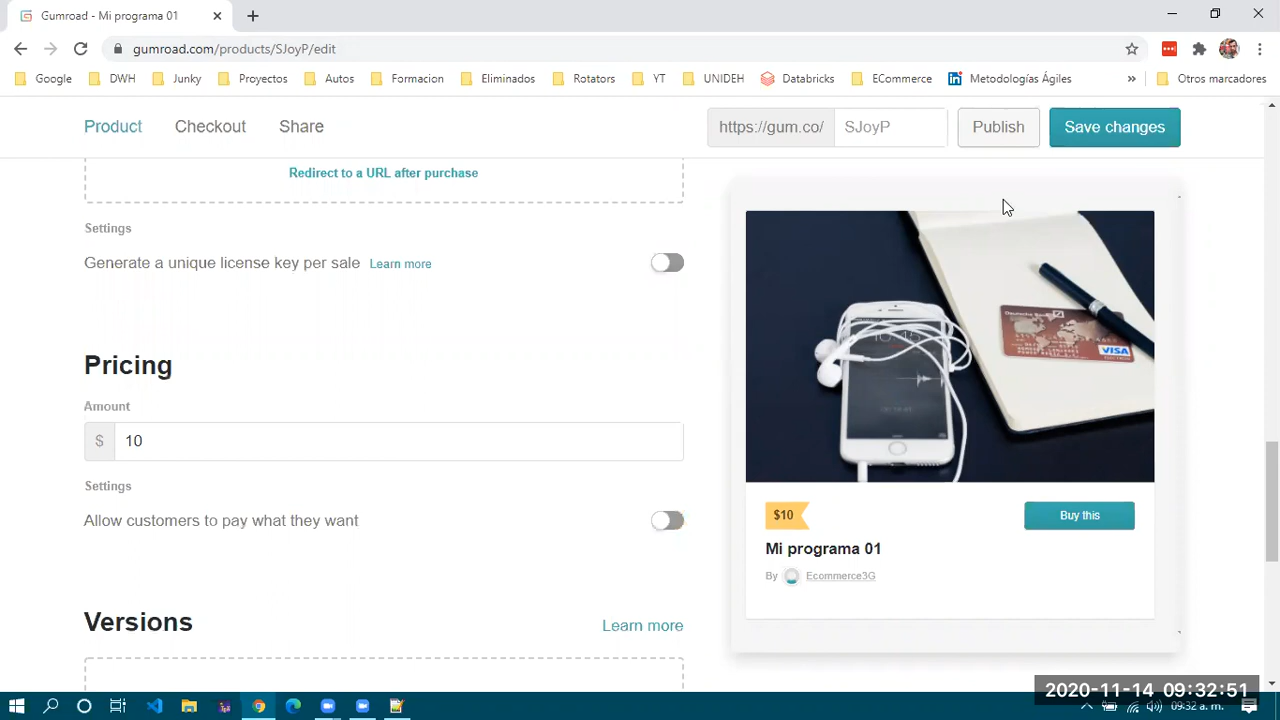 Gumroad - Mi programa 01
gumroad.com/products/SJoyP/edit
Google DWH Junky Proyectos Autos Formacion Eliminados Rotators YT UNIDEH Databricks ECommerce Metodologías Ágiles » Otros marcadores
Product Checkout Share https://gum.co/ SJoyP Publish Save changes
Redirect to a URL after purchase
Settings
Generate a unique license key per sale Learn more
Pricing
Amount
$ 10
Settings
Allow customers to pay what they want
Versions Learn more
VISA
$10 Buy this
Mi programa 01
By Ecommerce3G
2020-11-14 09:32:51
09:32 a. m.